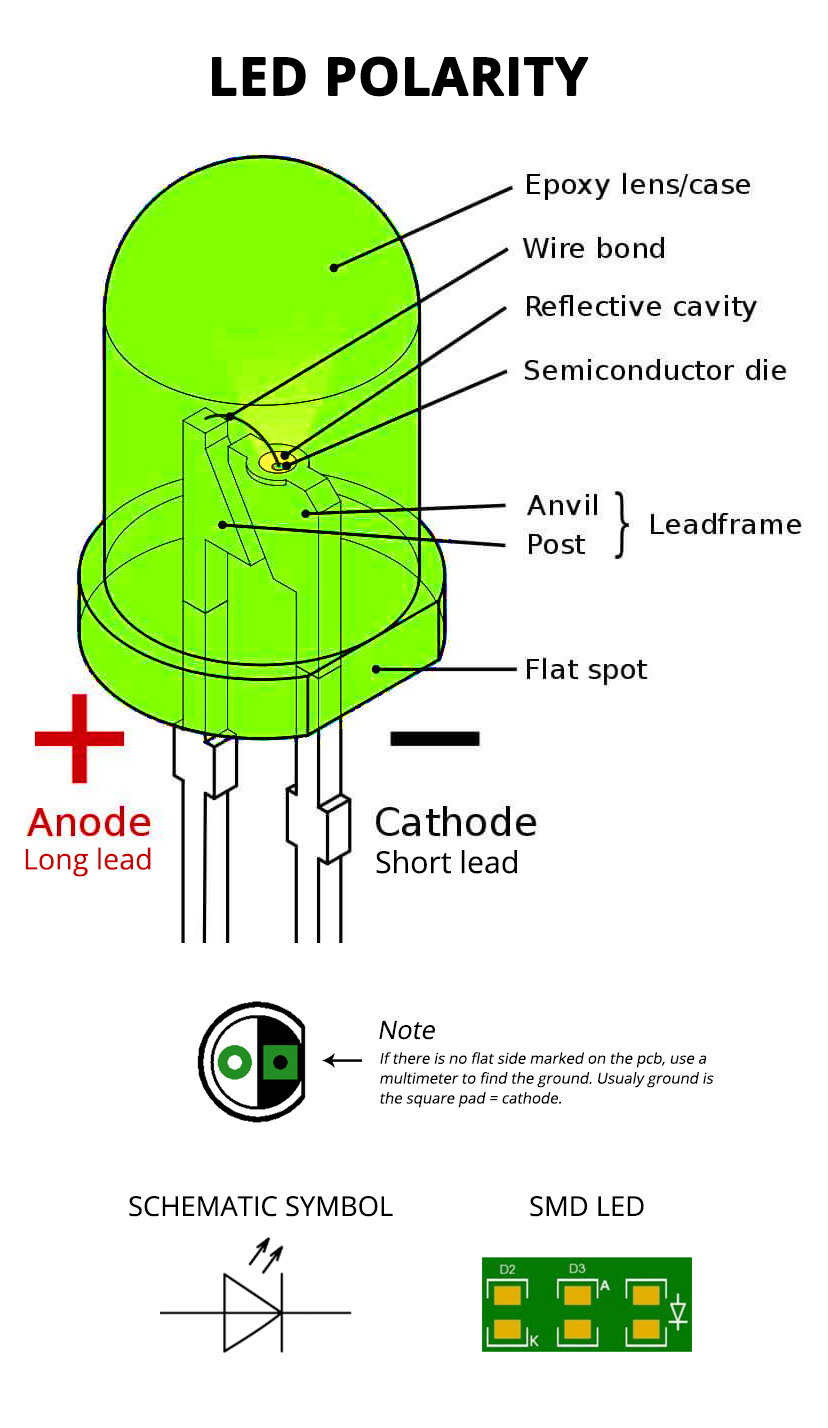 LED POLARITY
Epoxy lens/case
Wire bond
Reflective cavity
Semiconductor die
Anvil
Post
Leadframe
Flat spot
Anode
Long lead
Cathode
Short lead
Note
If there is no flat side marked on the pcb, use a
multimeter to find the ground. Usualy ground is
the square pad = cathode.
SCHEMATIC SYMBOL
SMD LED
D2
D3
A
K